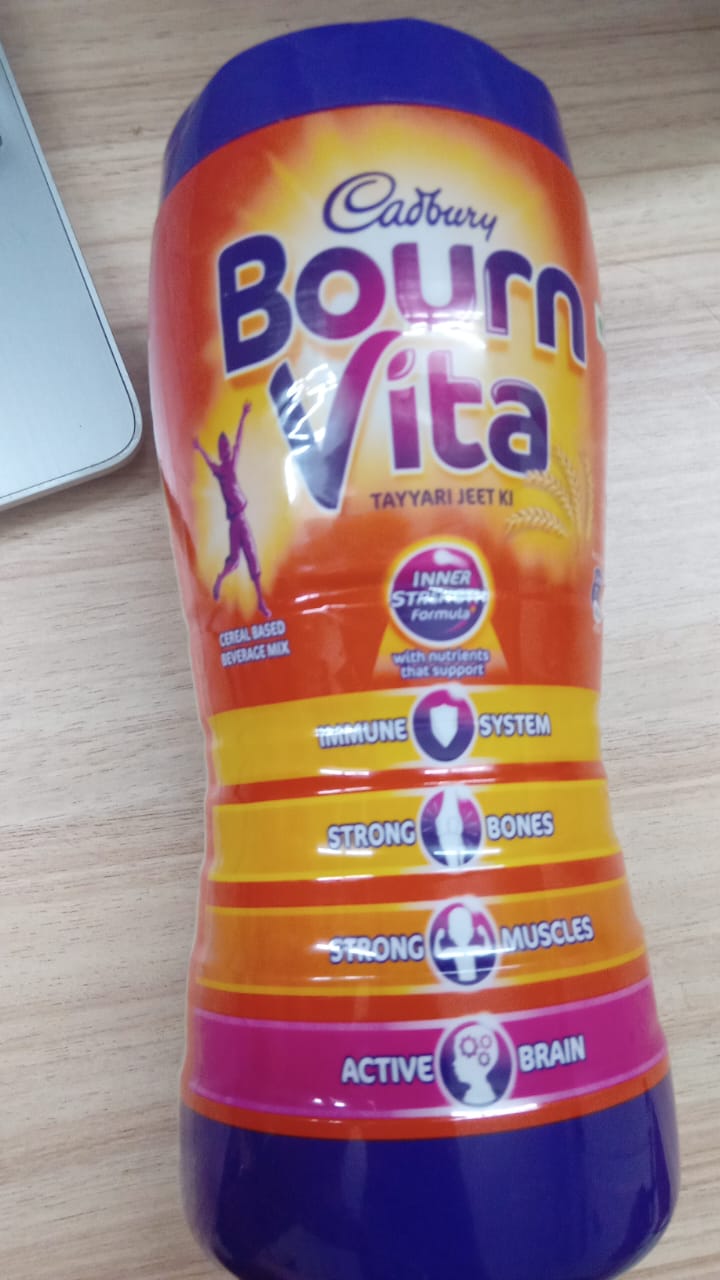 Cadbury
Bourn
Vita
TAYYARI JEET KI
INNER
STRENGTH
Formula
CEREAL BASED
BEVERAGE MIX
with nutrients
that support
IMMUNE SYSTEM
STRONG BONES
STRONG MUSCLES
ACTIVE BRAIN